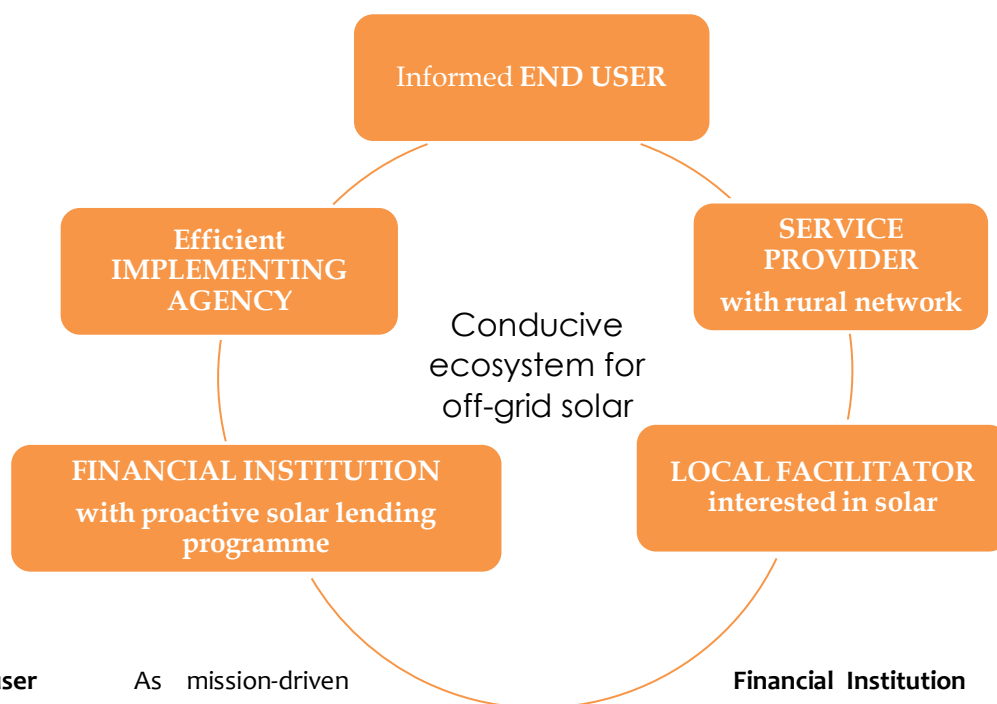 Informed END USER
Efficient
IMPLEMENTING
AGENCY
SERVICE
PROVIDER
with rural network
Conducive
ecosystem for
off-grid solar
FINANCIAL INSTITUTION
with proactive solar lending
programme
LOCAL FACILITATOR
interested in solar
As mission-driven
Financial Institution